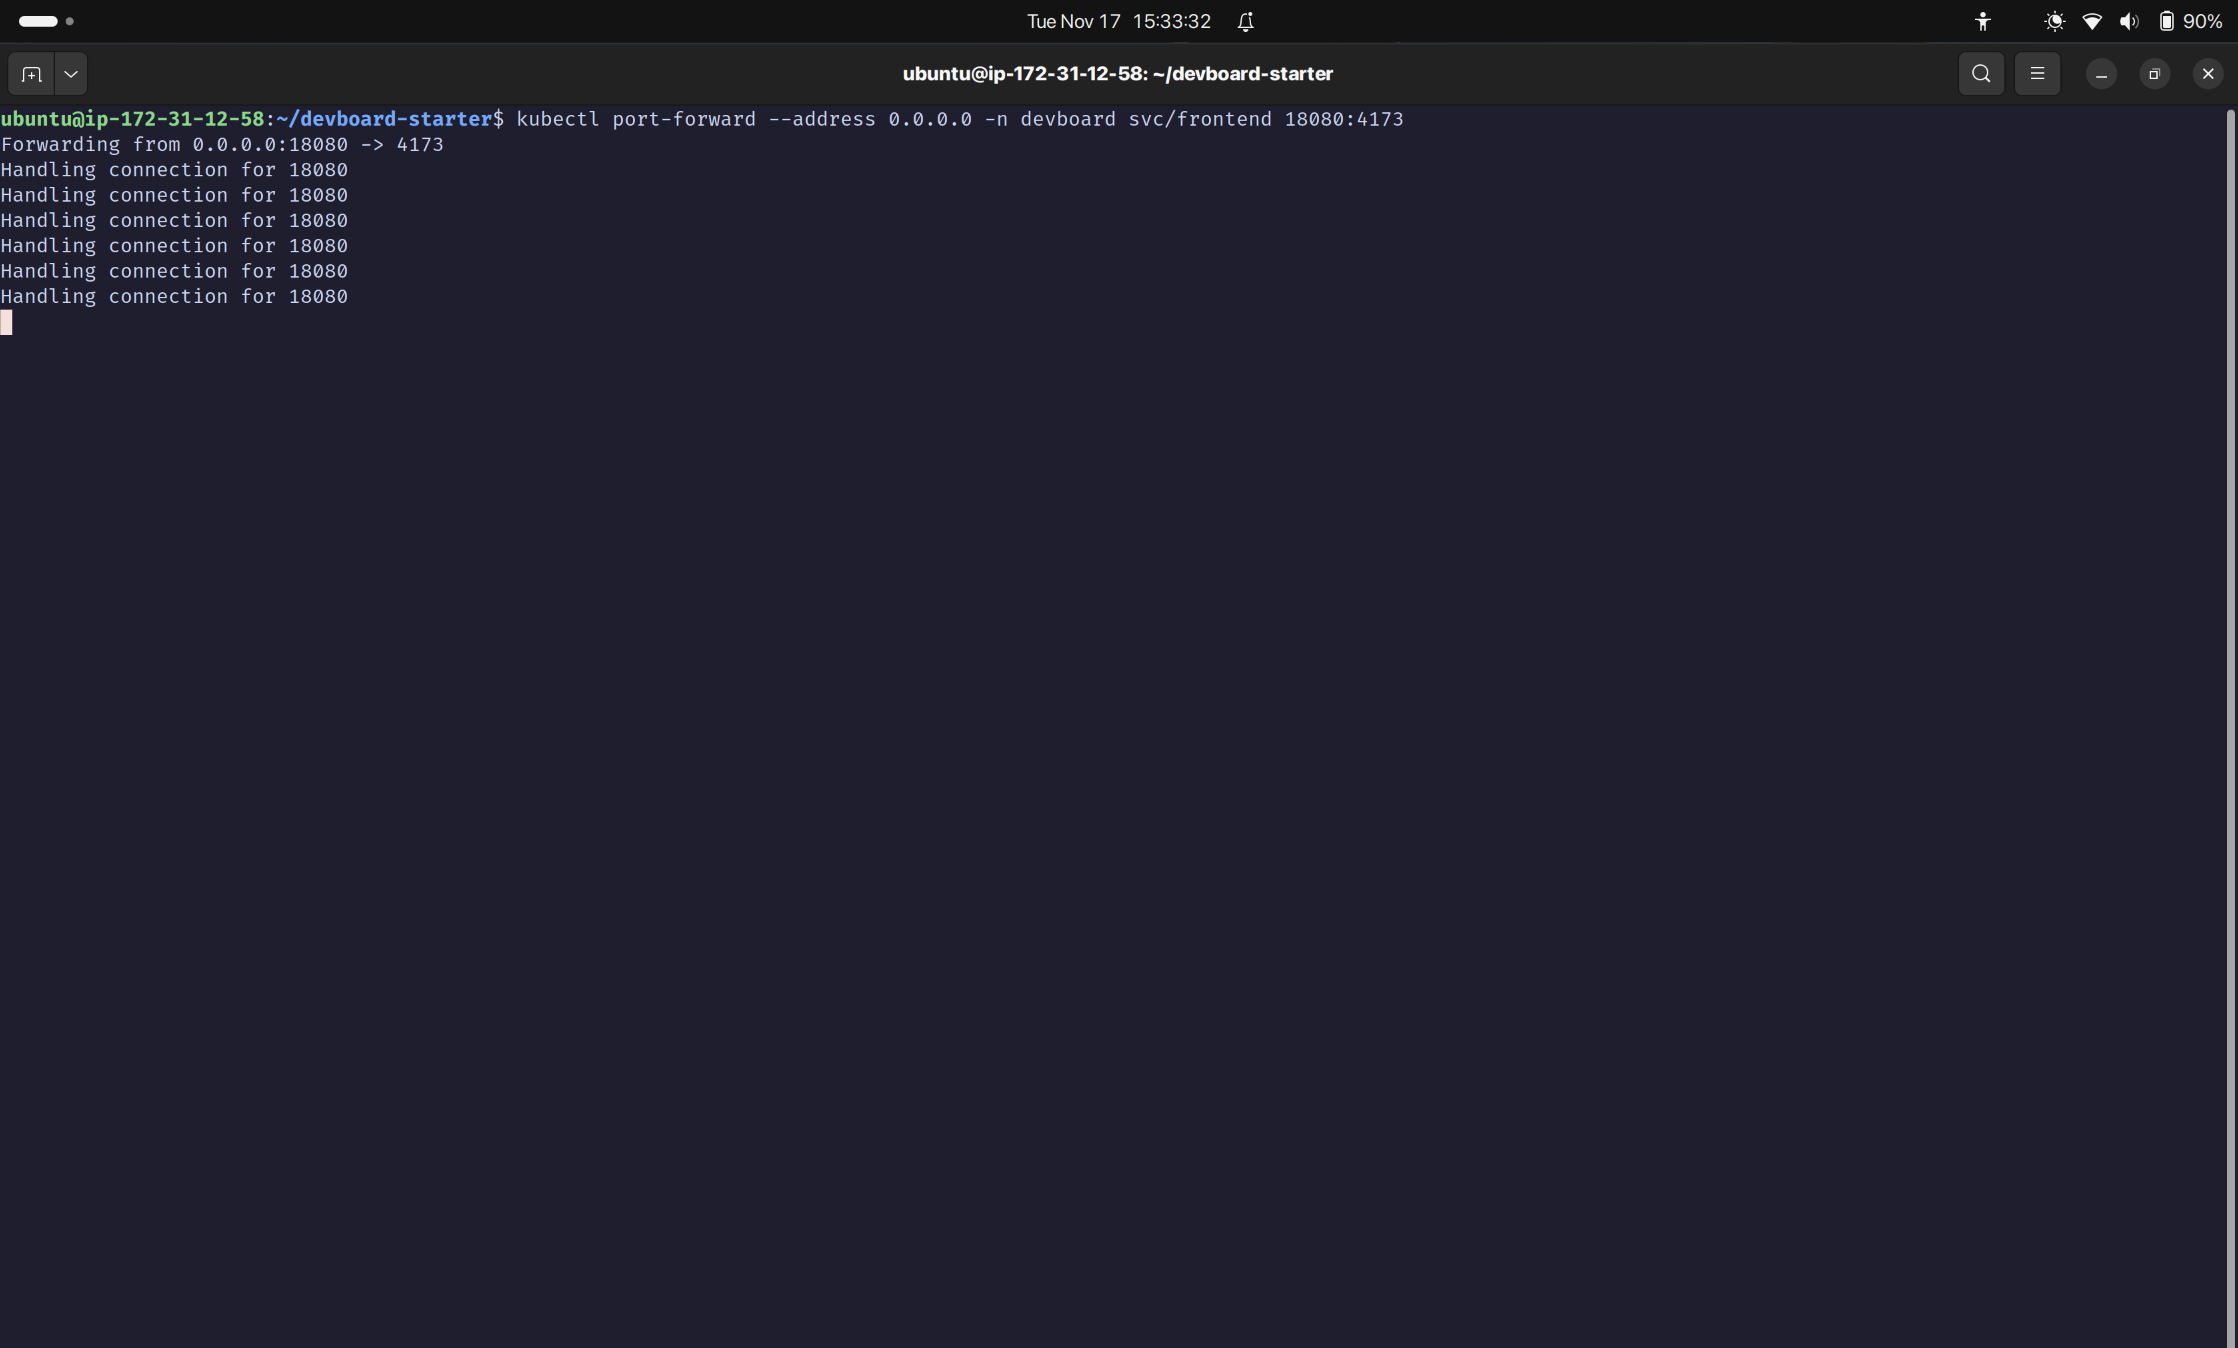 Tue Nov 17 15:33:32
90%
ubuntu@ip-172-31-12-58: ~/devboard-starter
ubuntu@ip-172-31-12-58:~/devboard-starter$ kubectl port-forward --address 0.0.0.0 -n devboard svc/frontend 18080:4173
Forwarding from 0.0.0.0:18080 -> 4173
Handling connection for 18080
Handling connection for 18080
Handling connection for 18080
Handling connection for 18080
Handling connection for 18080
Handling connection for 18080